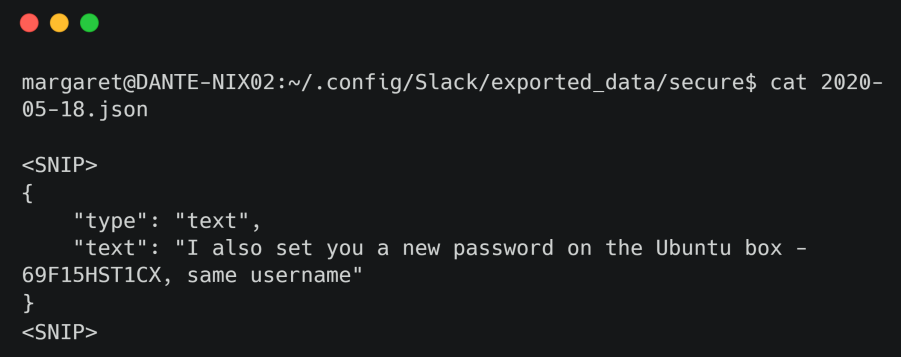 margaret@DANTE-NIX02:~/.config/Slack/exported_data/secure$ cat 2020-
05-18.json
<SNIP>
{
    "type": "text",
    "text": "I also set you a new password on the Ubuntu box -
69F15HST1CX, same username"
}
<SNIP>